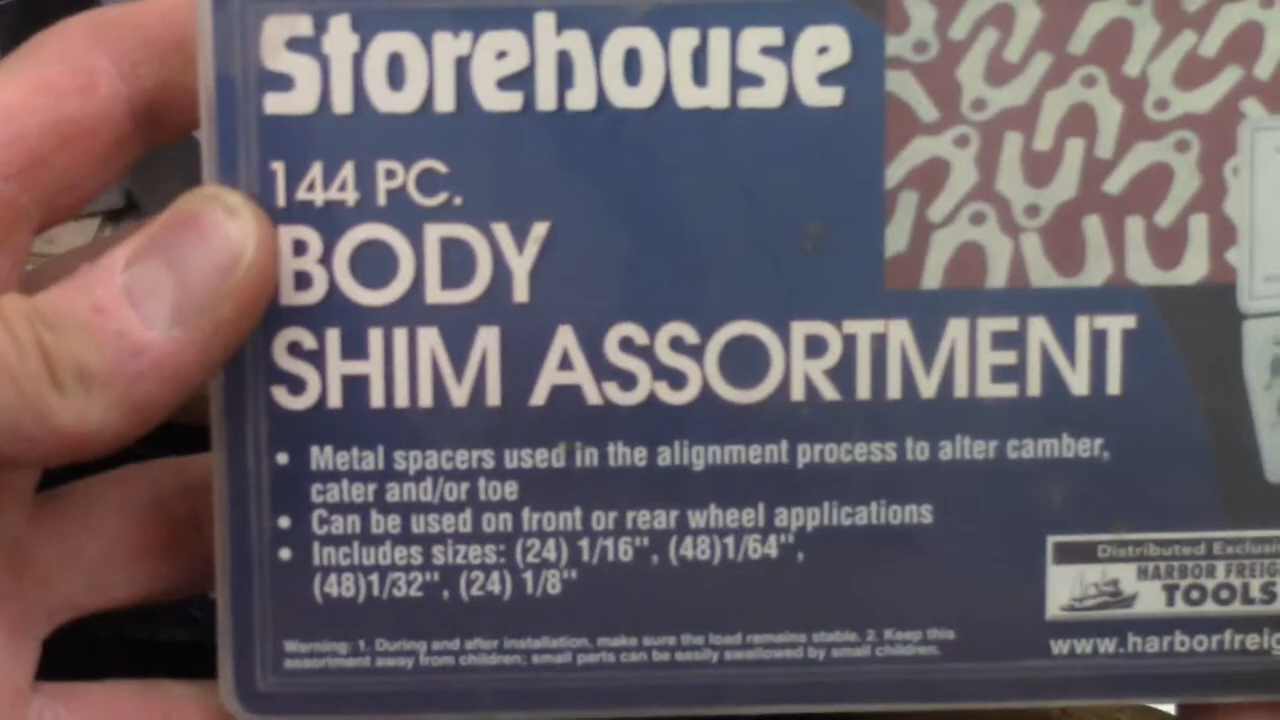 Storehouse
144 PC.
BODY
SHIM ASSORTMENT
• Metal spacers used in the alignment process to alter camber,
cater and/or toe
• Can be used on front or rear wheel applications
• Includes sizes: (24) 1/16", (48)1/64",
(48)1/32", (24) 1/8"
Warning: 1. During and after installation, make sure the load remains stable. 2. Keep this
assortment away from children; small parts can be easily swallowed by small children.
Distributed Exclusi
HARBOR FREIG
TOOLS
www.harborfreig